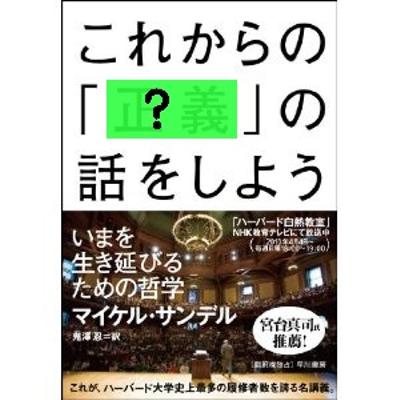 これからの
「正?義」の
話をしよう
「ハーバード白熱教室」
NHK教育テレビにて放送中
いまを
生き延びる
ための哲学
マイケル・サンデル
鬼澤忍=訳
宮台真司氏
推薦!
早川書房
これが、ハーバード大学史上最多の履修者数を誇る名講義。